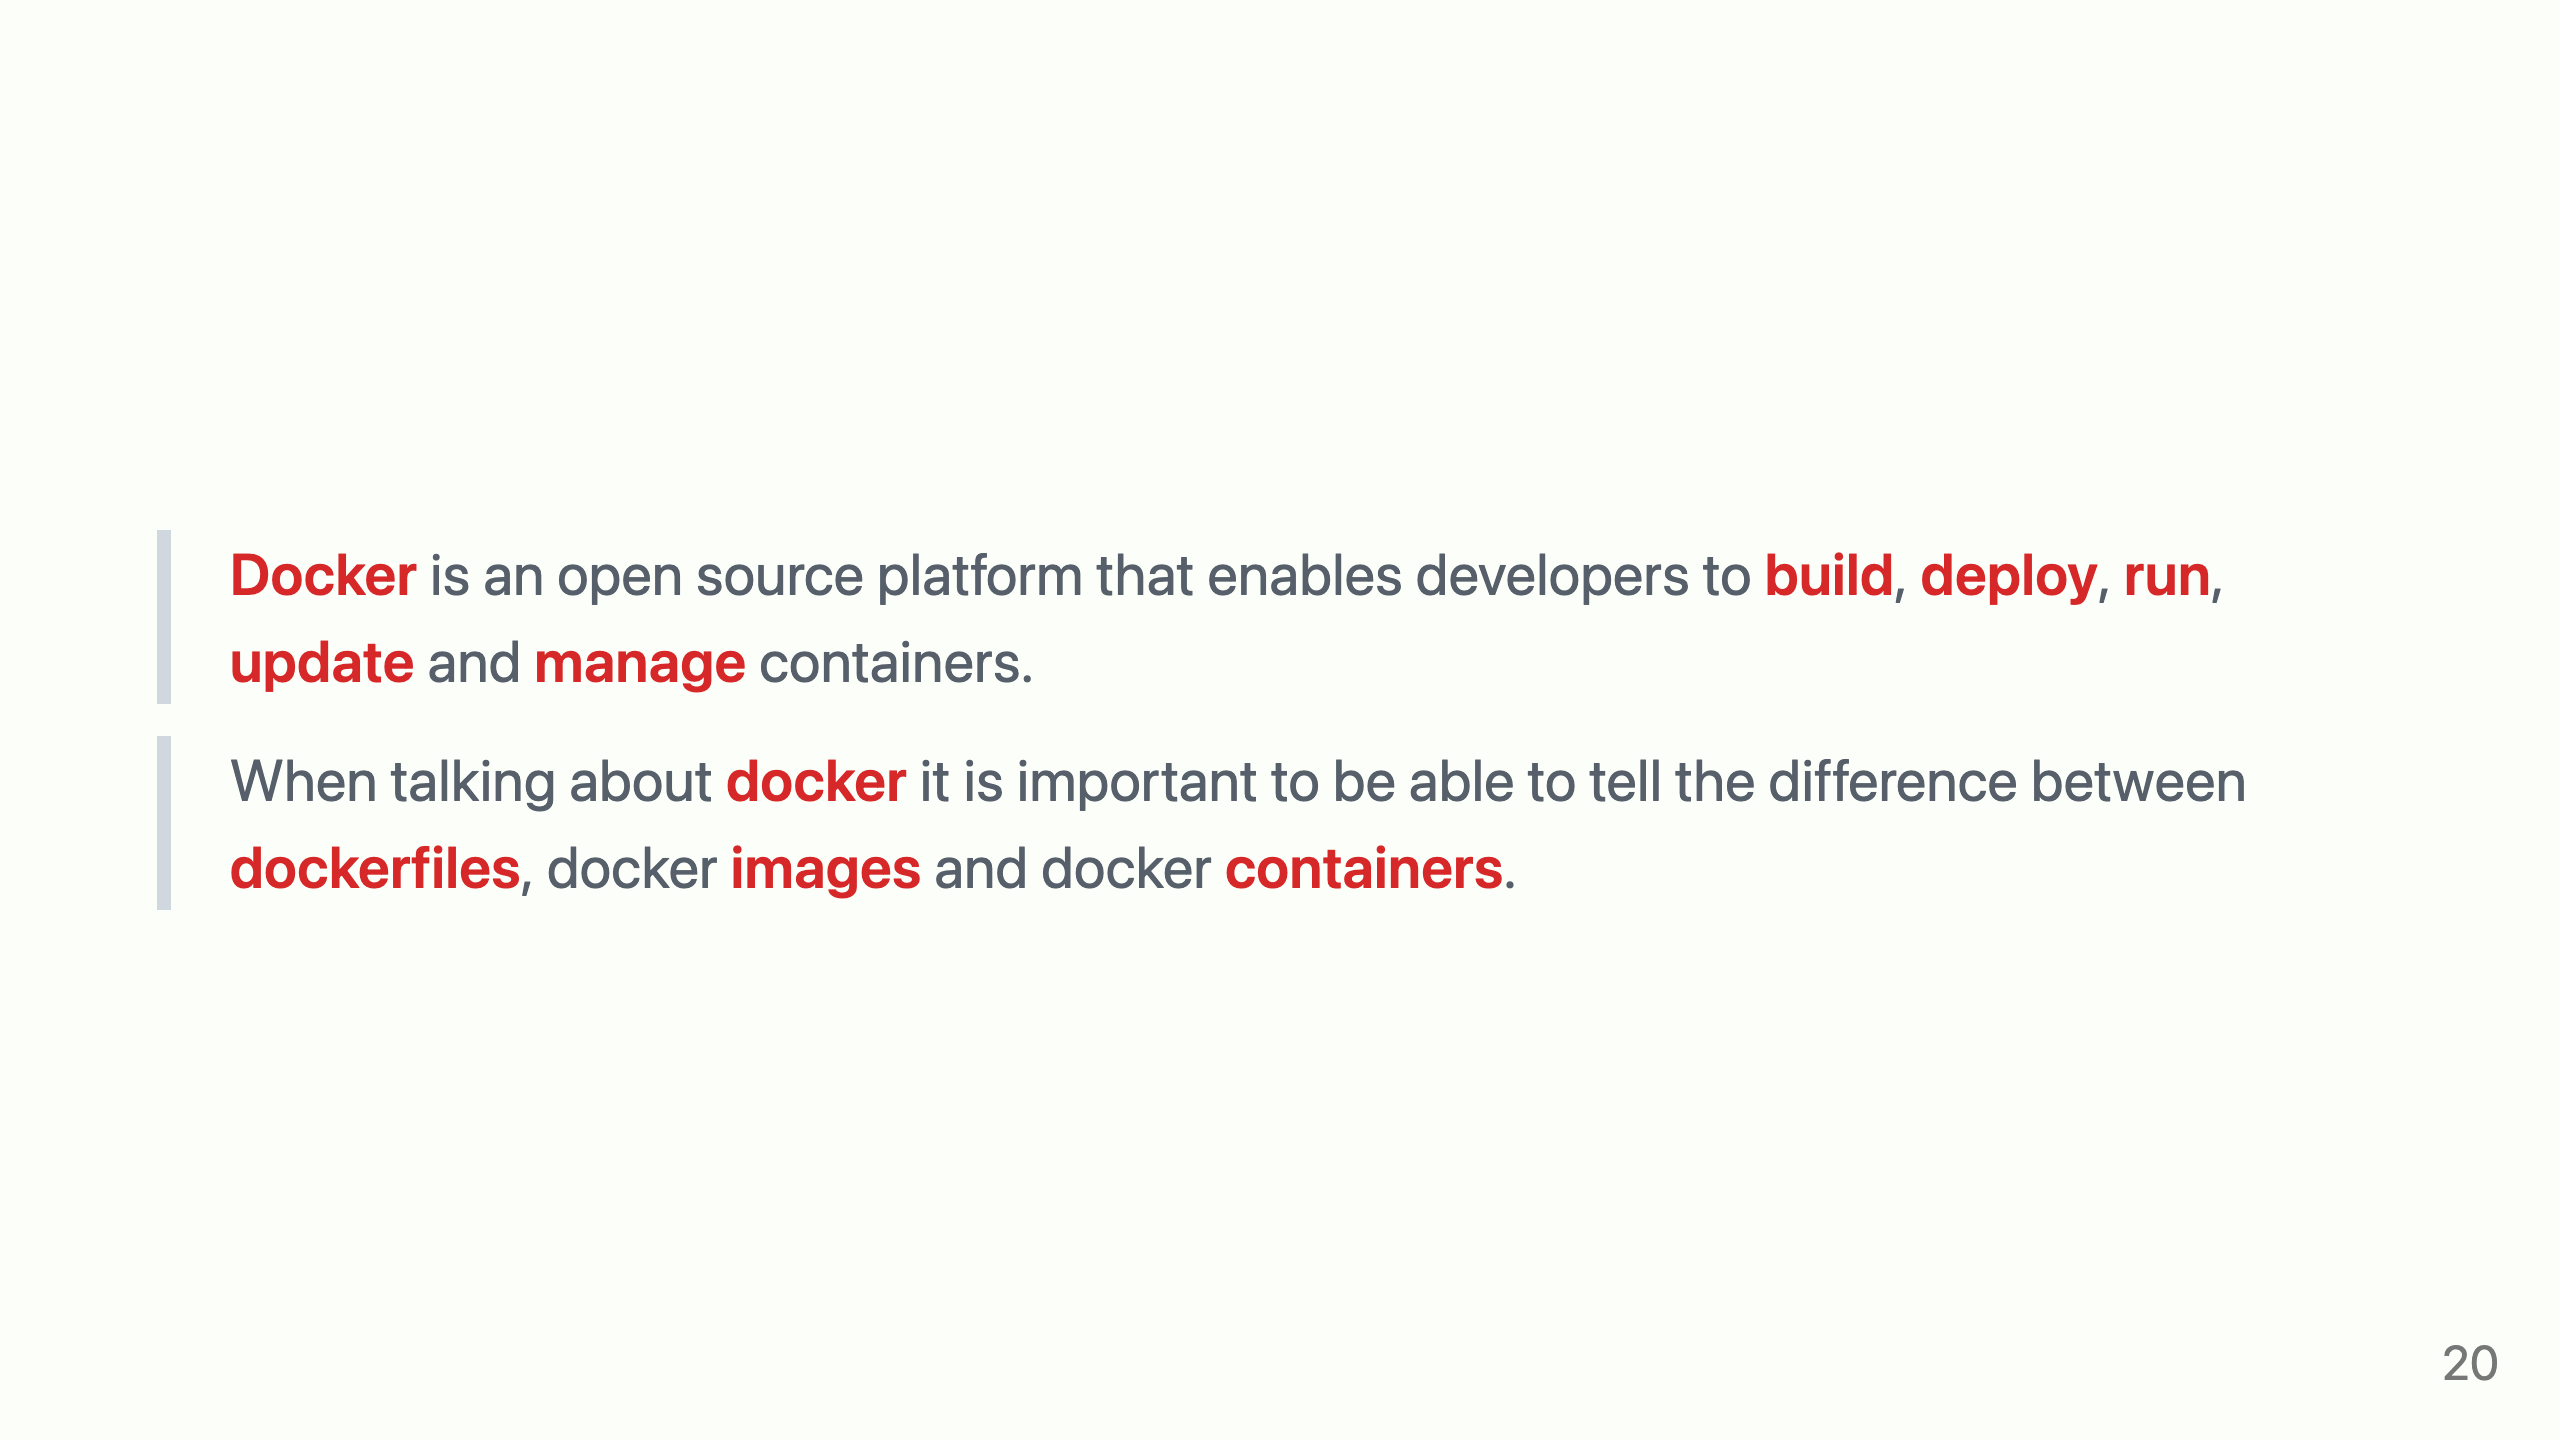 Docker is an open source platform that enables developers to build, deploy, run,
update and manage containers.
When talking about docker it is important to be able to tell the difference between
dockerfiles, docker images and docker containers.
20